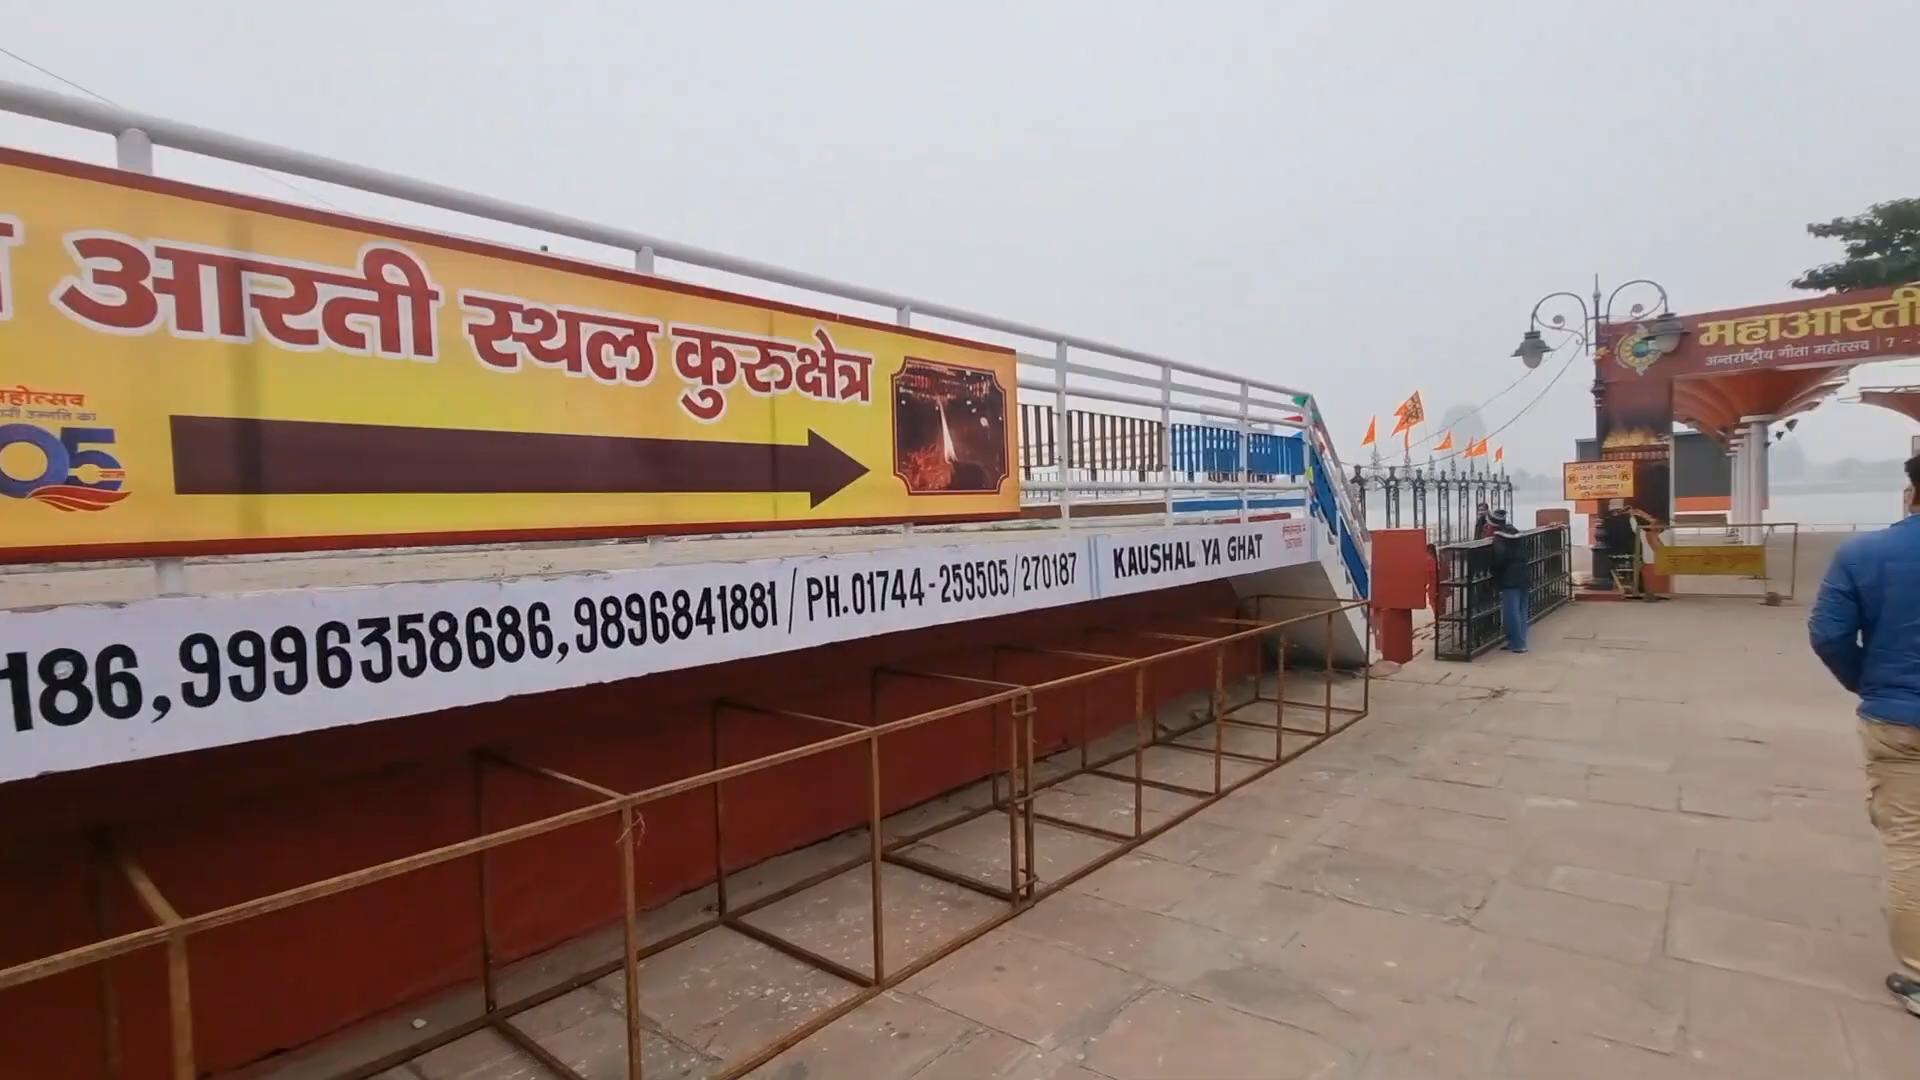 आरती स्थल कुरुक्षेत्र
महोत्सव
186,9996358686,9896841881/PH.01744-259505/270187
KAUSHAL YA GHAT
महाआरती
अन्तर्राष्ट्रीय गीता महोत्सव | 7 -